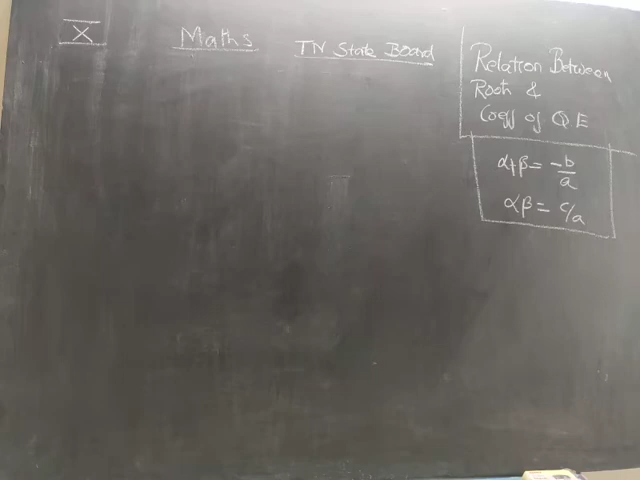 X
Maths
TN State Board
Relation Between
Roots &
Coeff of QE
α+β = -b/a
αβ = c/a